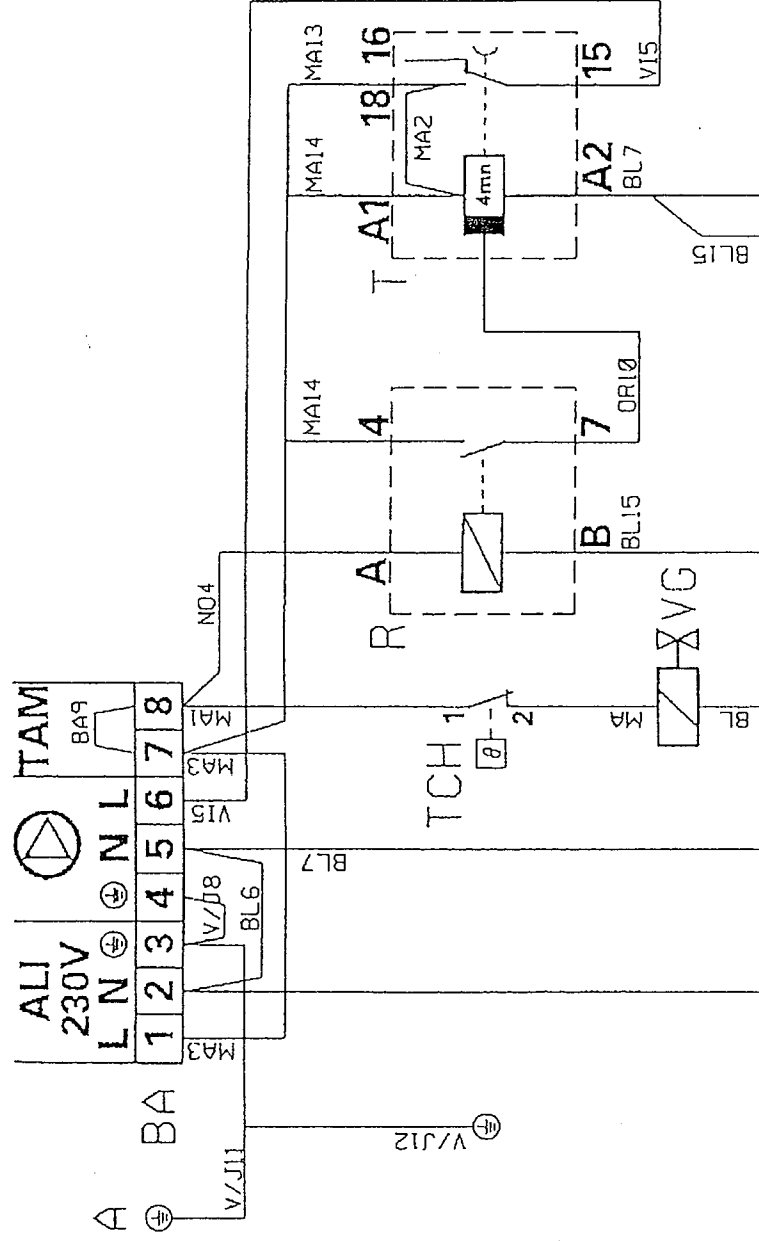 ALI
230V
TAM
L N N L
BA9
1 2 3 4 5 6 7 8
MA3
V/J8
BL6
VI5
MA3
MA1
NO4
MA14
MA14
MA13
A
BA
V/J11
V/J12
BL7
TCH
1
2
θ
MA
BL
VG
R
A
4
B
7
BL15
OR10
T
A1
18
16
MA2
4mn
A2
15
BL7
VI5
BL15